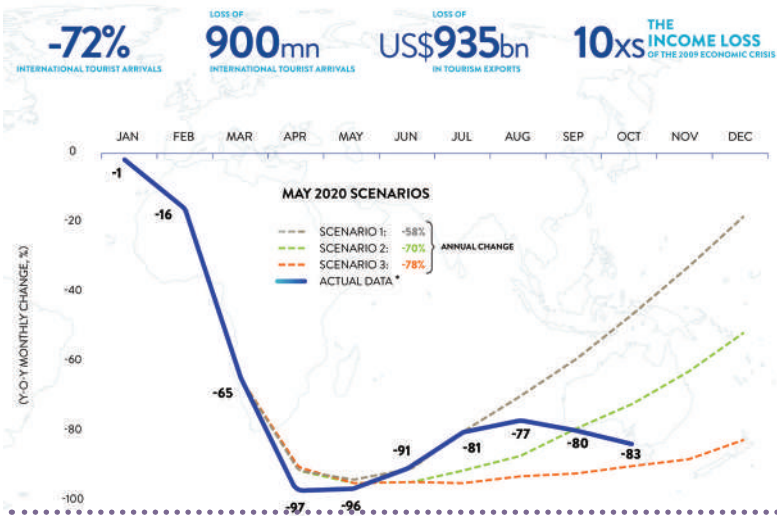 -72%
INTERNATIONAL TOURIST ARRIVALS
LOSS OF
900mn
INTERNATIONAL TOURIST ARRIVALS
LOSS OF
US$935bn
IN TOURISM EXPORTS
10xs THE INCOME LOSS
OF THE 2009 ECONOMIC CRISIS
JAN FEB MAR APR MAY JUN JUL AUG SEP OCT NOV DEC
0
-20
-40
-60
-80
-100
(Y-O-Y MONTHLY CHANGE, %)
MAY 2020 SCENARIOS
SCENARIO 1: -58%
SCENARIO 2: -70%
SCENARIO 3: -78%
ANNUAL CHANGE
ACTUAL DATA *
-1
-16
-65
-97
-96
-91
-81
-77
-80
-83